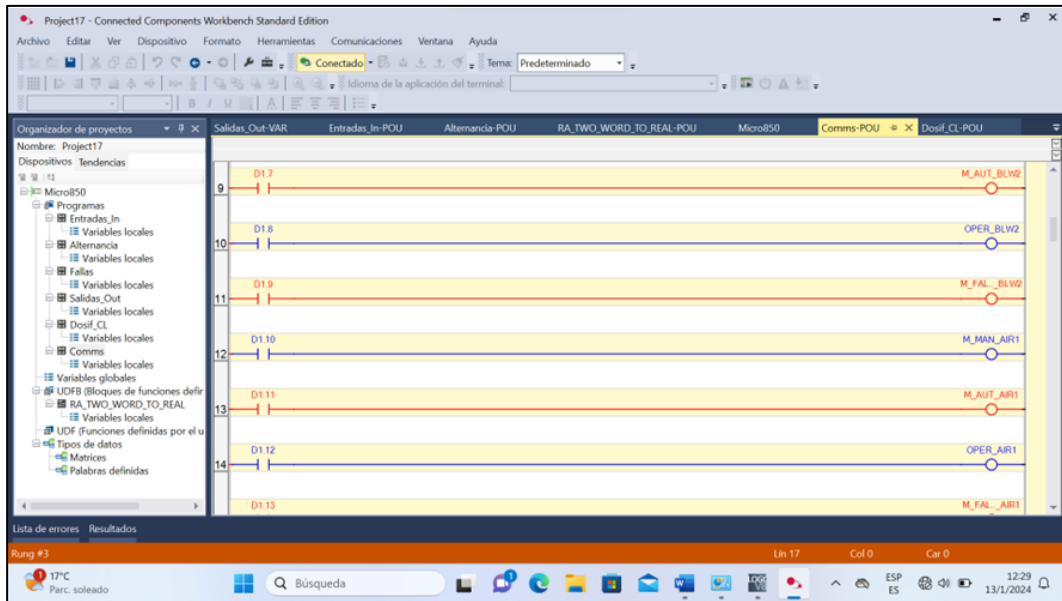 Project17 - Connected Components Workbench Standard Edition
Archivo Editar Ver Dispositivo Formato Herramientas Comunicaciones Ventana Ayuda
Conectado Tema: Predeterminado
Idioma de la aplicación del terminal:
B I U A
Organizador de proyectos
Nombre: Project17
Dispositivos Tendencias
Micro850
Programas
Entradas_In
Variables locales
Alternancia
Variables locales
Fallas
Variables locales
Salidas_Out
Variables locales
Dosif_CL
Variables locales
Comms
Variables locales
Variables globales
UDFB (Bloques de funciones defir
RA_TWO_WORD_TO_REAL
Variables locales
UDF (Funciones definidas por el u
Tipos de datos
Matrices
Palabras definidas
Salidas_Out-VAR Entradas_In-POU Alternancia-POU RA_TWO_WORD_TO_REAL-POU Micro850 Comms-POU Dosif_CL-POU
D1.7 M_AUT_BLW2
9
D1.8 OPER_BLW2
10
D1.9 M_FAL..._BLW2
11
D1.10 M_MAN_AIR1
12
D1.11 M_AUT_AIR1
13
D1.12 OPER_AIR1
14
D1.13 M_FAL..._AIR1
Lista de errores Resultados
Rung #3 Lín 17 Col 0 Car 0
17°C
Parc. soleado
Búsqueda
ESP
ES
12:29
13/1/2024